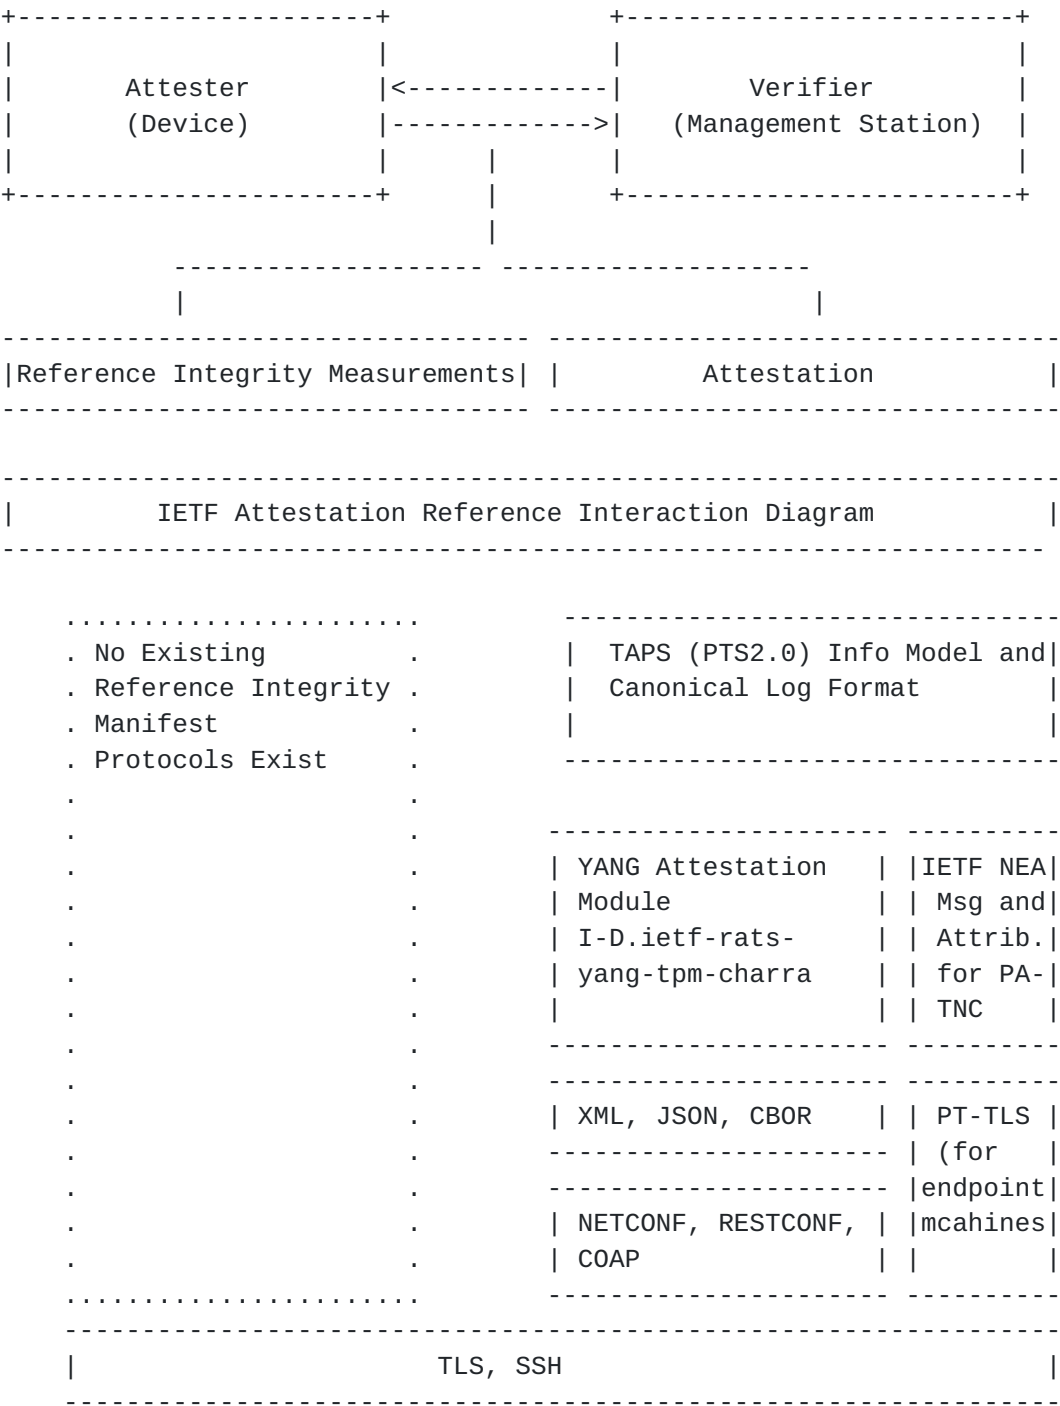 Attester Verifier
(Device) (Management Station)
Reference Integrity Measurements Attestation
IETF Attestation Reference Interaction Diagram
No Existing TAPS (PTS2.0) Info Model and
Reference Integrity Canonical Log Format
Manifest
Protocols Exist
YANG Attestation IETF NEA
Module Msg and
I-D.ietf-rats- Attrib.
yang-tpm-charra for PA-
TNC
XML, JSON, CBOR PT-TLS
(for
endpoint
NETCONF, RESTCONF, mcahines
COAP
TLS, SSH